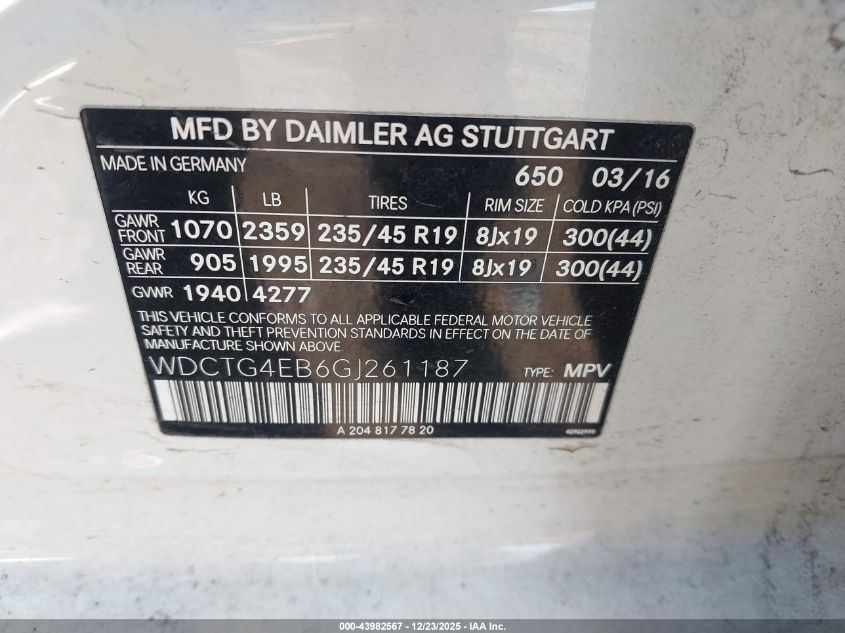 MFD BY DAIMLER AG STUTTGART
MADE IN GERMANY 650 03/16
KG LB TIRES RIM SIZE COLD KPA(PSI)
GAWR FRONT 1070 2359 235/45 R19 8Jx19 300(44)
GAWR REAR 905 1995 235/45 R19 8Jx19 300(44)
GVWR 1940 4277
THIS VEHICLE CONFORMS TO ALL APPLICABLE FEDERAL MOTOR VEHICLE
SAFETY AND THEFT PREVENTION STANDARDS IN EFFECT ON THE DATE
OF MANUFACTURE SHOWN ABOVE.
WDCTG4EB6GJ261187 TYPE: MPV
A 204 817 78 20
000-43982567 - 12/23/2025 - IAA Inc.